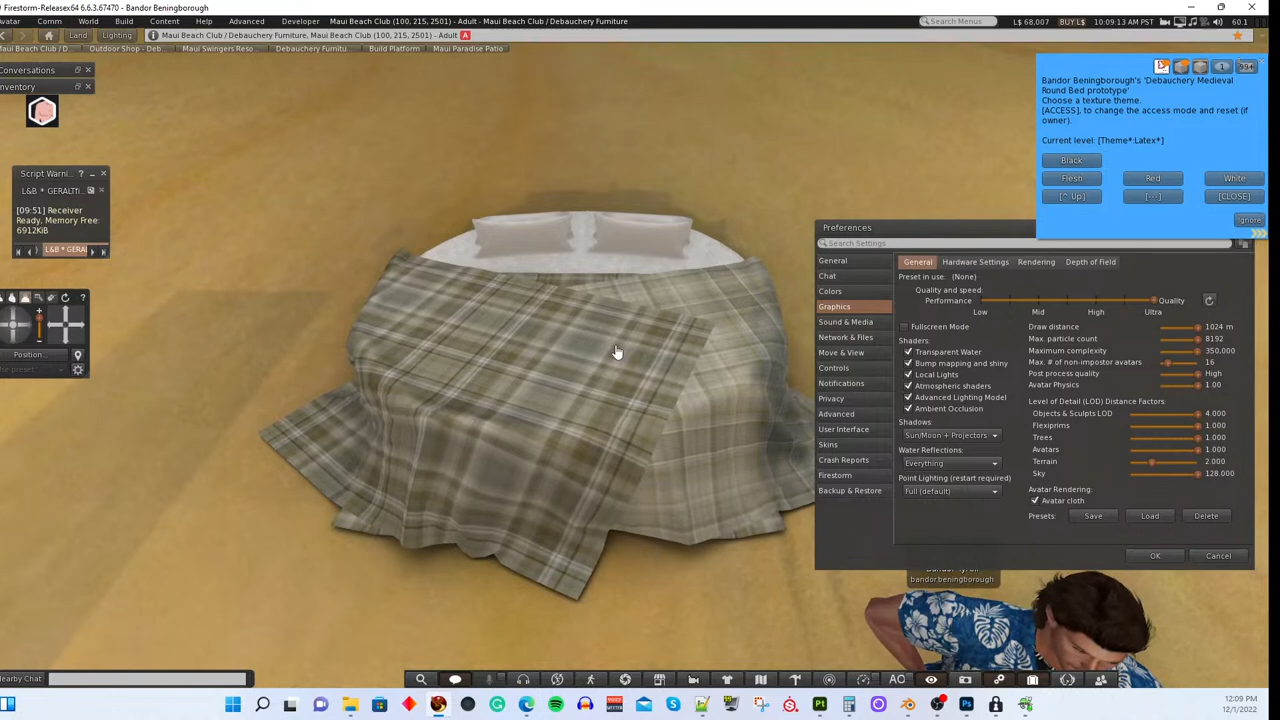 Firestorm-Releasex64 6.6.3.67470 - Bandor Beningborough
Avatar Comm World Build Content Help Advanced Developer Maui Beach Club (100, 215, 2501) - Adult - Maui Beach Club / Debauchery Furniture Search Menus L$ 68,007 BUY L$ 10:09:13 AM PST 60.1
Land Lighting Maui Beach Club / Debauchery Furniture, Maui Beach Club (100, 215, 2501) - Adult A
Maui Beach Club / D... Outdoor Shop - Deb... Maui Swingers Reso... Debauchery Furnitu... Build Platform Maui Paradise Patio
Conversations
Inventory
1 99+
Bandor Beningborough's 'Debauchery Medieval
Round Bed prototype'
Choose a texture theme.
[ACCESS], to change the access mode and reset (if
owner).
Current level: [Theme*:Latex*]
Black
Flesh Red White
[^ Up] [-:-] [CLOSE]
Ignore
Script Warni... ?
L&B * GERALTI
[09:51] Receiver
Ready, Memory Free:
6912KiB
L&B * GERAL
Position...
Preferences
Search Settings
General
Chat
Colors
Graphics
Sound & Media
Network & Files
Move & View
Controls
Notifications
Privacy
Advanced
User Interface
Skins
Crash Reports
Firestorm
Backup & Restore
General Hardware Settings Rendering Depth of Field
Preset in use: (None)
Quality and speed:
Performance Quality
Low Mid High Ultra
Fullscreen Mode
Shaders:
Transparent Water
Bump mapping and shiny
Local Lights
Atmospheric shaders
Advanced Lighting Model
Ambient Occlusion
Shadows:
Sun/Moon + Projectors
Water Reflections:
Everything
Point Lighting (restart required)
Full (default)
Draw distance 1024 m
Max. particle count 8192
Maximum complexity 350,000
Max. # of non-impostor avatars 16
Post process quality High
Avatar Physics 1.00
Level of Detail (LOD) Distance Factors:
Objects & Sculpts LOD 4.000
Flexiprims 1.000
Trees 1.000
Avatars 1.000
Terrain 2.000
Sky 128.000
Avatar Rendering:
Avatar cloth
Presets: Save Load Delete
OK Cancel
bandor.beningborough
Nearby Chat
AO
12:09 PM
12/1/2022